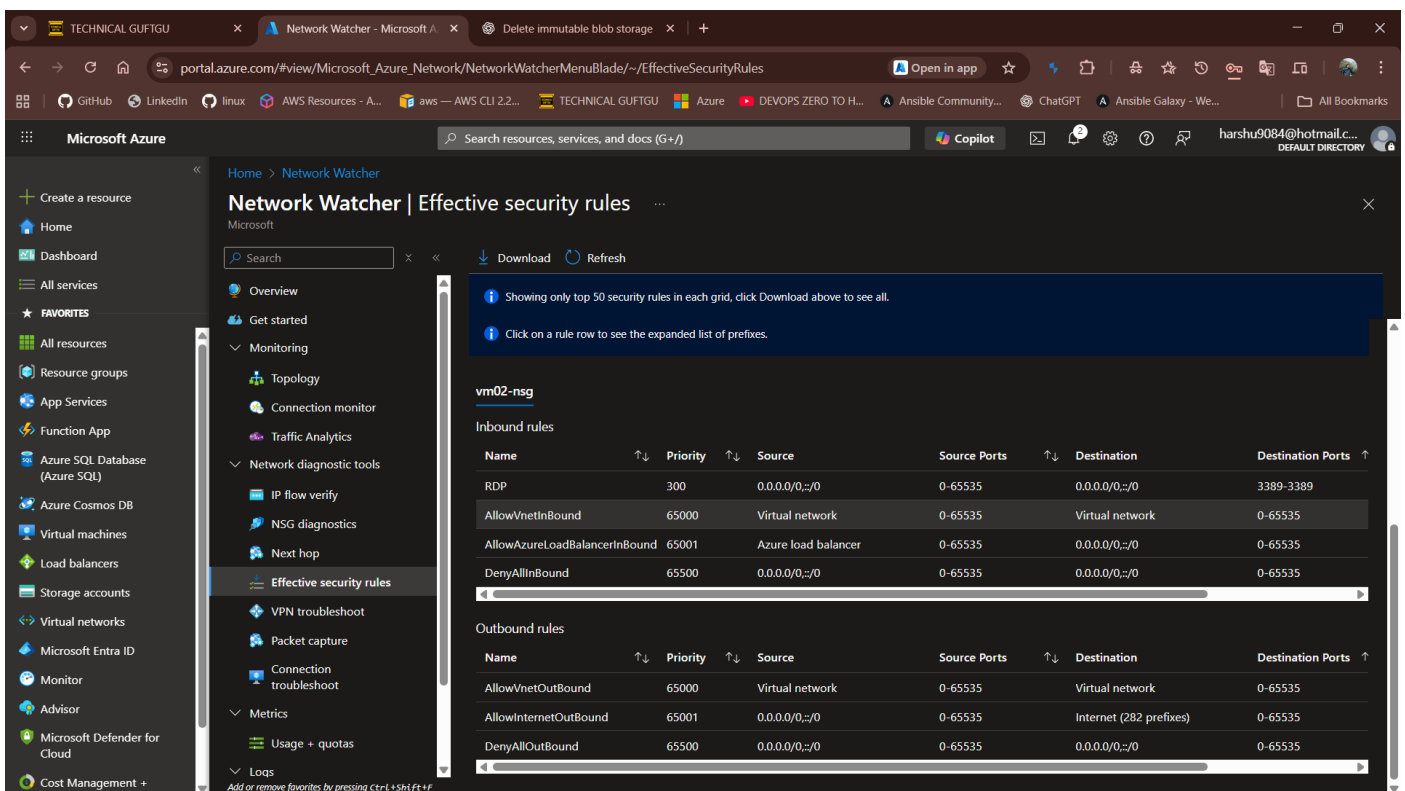 TECHNICAL GUFTGU
Network Watcher - Microsoft A
Delete immutable blob storage
portal.azure.com/#view/Microsoft_Azure_Network/NetworkWatcherMenuBlade/~/EffectiveSecurityRules
Open in app
GitHub LinkedIn linux AWS Resources - A... aws — AWS CLI 2.2... TECHNICAL GUFTGU Azure DEVOPS ZERO TO H... Ansible Community... ChatGPT Ansible Galaxy - We... All Bookmarks
Microsoft Azure
Search resources, services, and docs (G+/)
Copilot
2
harshu9084@hotmail.c...
DEFAULT DIRECTORY
Create a resource
Home
Dashboard
All services
FAVORITES
All resources
Resource groups
App Services
Function App
Azure SQL Database
(Azure SQL)
Azure Cosmos DB
Virtual machines
Load balancers
Storage accounts
Virtual networks
Microsoft Entra ID
Monitor
Advisor
Microsoft Defender for
Cloud
Cost Management +
Add or remove favorites by pressing Ctrl+Shift+F
Home > Network Watcher
Network Watcher | Effective security rules ...
Microsoft
Search
Overview
Get started
Monitoring
Topology
Connection monitor
Traffic Analytics
Network diagnostic tools
IP flow verify
NSG diagnostics
Next hop
Effective security rules
VPN troubleshoot
Packet capture
Connection
troubleshoot
Metrics
Usage + quotas
Logs
Download Refresh
Showing only top 50 security rules in each grid, click Download above to see all.
Click on a rule row to see the expanded list of prefixes.
vm02-nsg
Inbound rules
Name Priority Source Source Ports Destination Destination Ports
RDP 300 0.0.0.0/0,::/0 0-65535 0.0.0.0/0,::/0 3389-3389
AllowVnetInBound 65000 Virtual network 0-65535 Virtual network 0-65535
AllowAzureLoadBalancerInBound 65001 Azure load balancer 0-65535 0.0.0.0/0,::/0 0-65535
DenyAllInBound 65500 0.0.0.0/0,::/0 0-65535 0.0.0.0/0,::/0 0-65535
Outbound rules
Name Priority Source Source Ports Destination Destination Ports
AllowVnetOutBound 65000 Virtual network 0-65535 Virtual network 0-65535
AllowInternetOutBound 65001 0.0.0.0/0,::/0 0-65535 Internet (282 prefixes) 0-65535
DenyAllOutBound 65500 0.0.0.0/0,::/0 0-65535 0.0.0.0/0,::/0 0-65535